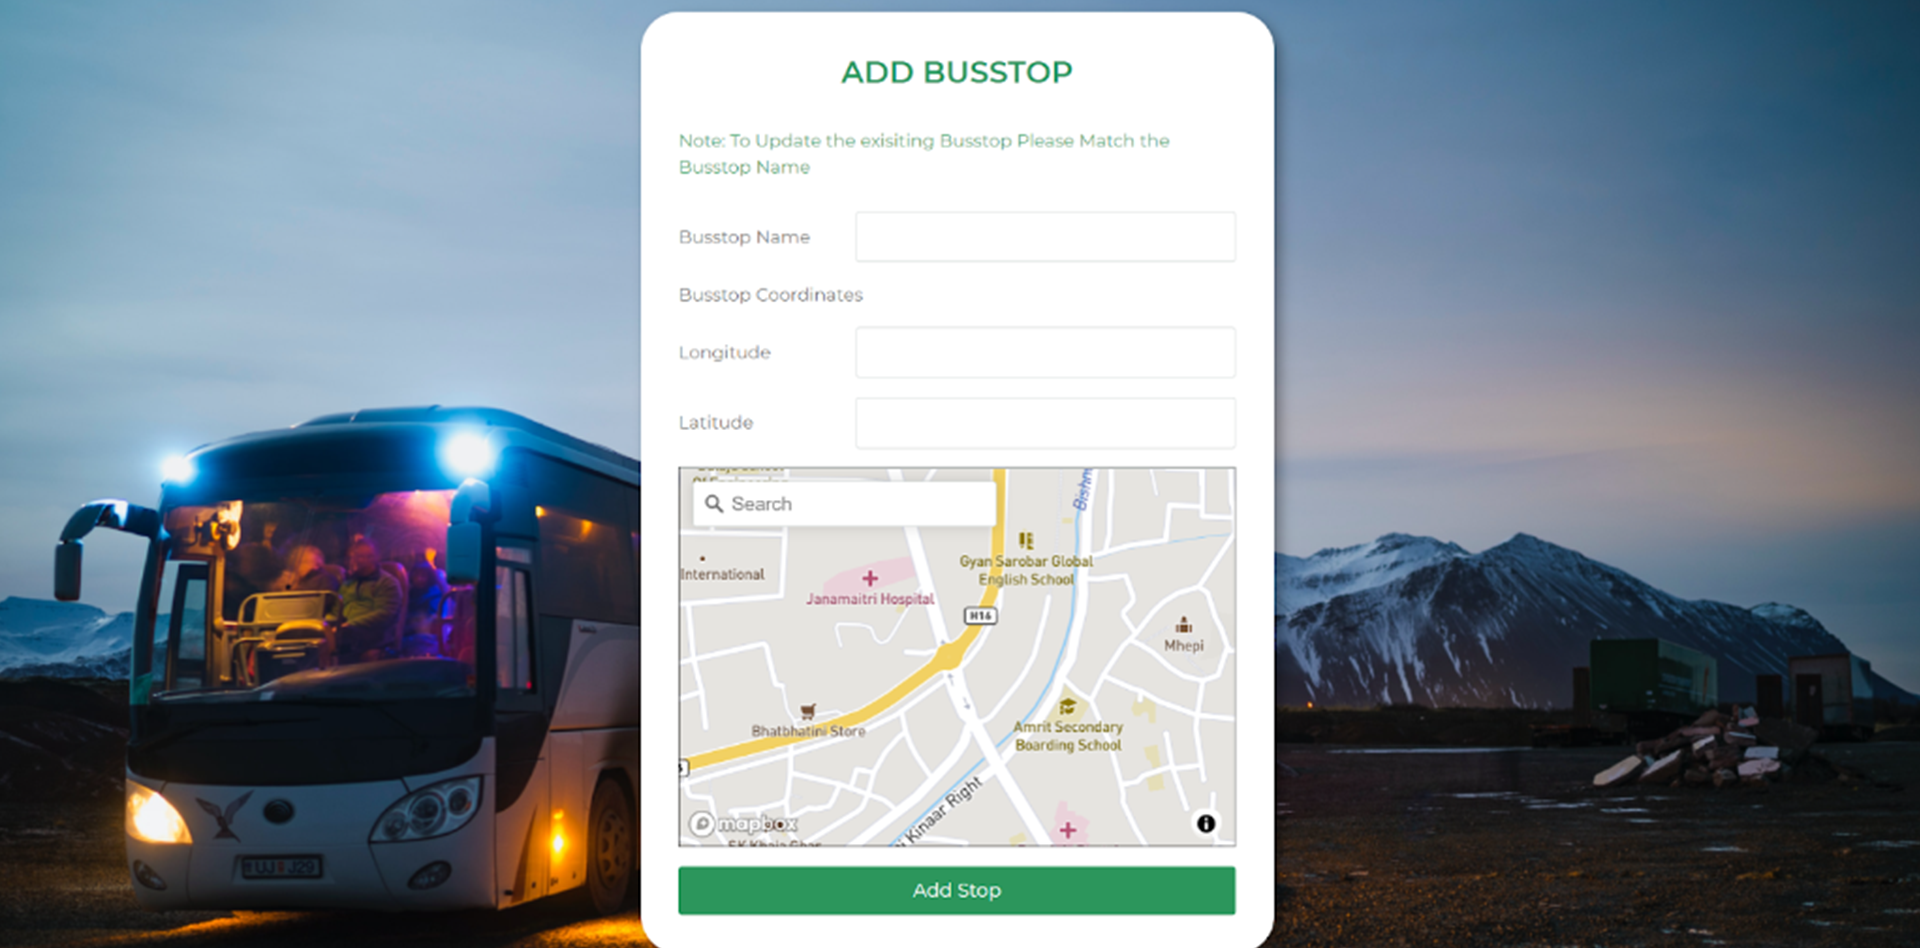 ADD BUSSTOP
Note: To Update the exisiting Busstop Please Match the
Busstop Name
Busstop Name
Busstop Coordinates
Longitude
Latitude
Search
International
Janamaitri Hospital
Gyan Sarobar Global
English School
H16
Mhepi
Bhatbhatini Store
Amrit Secondary
Boarding School
Kinaar Right
mapbox
Add Stop